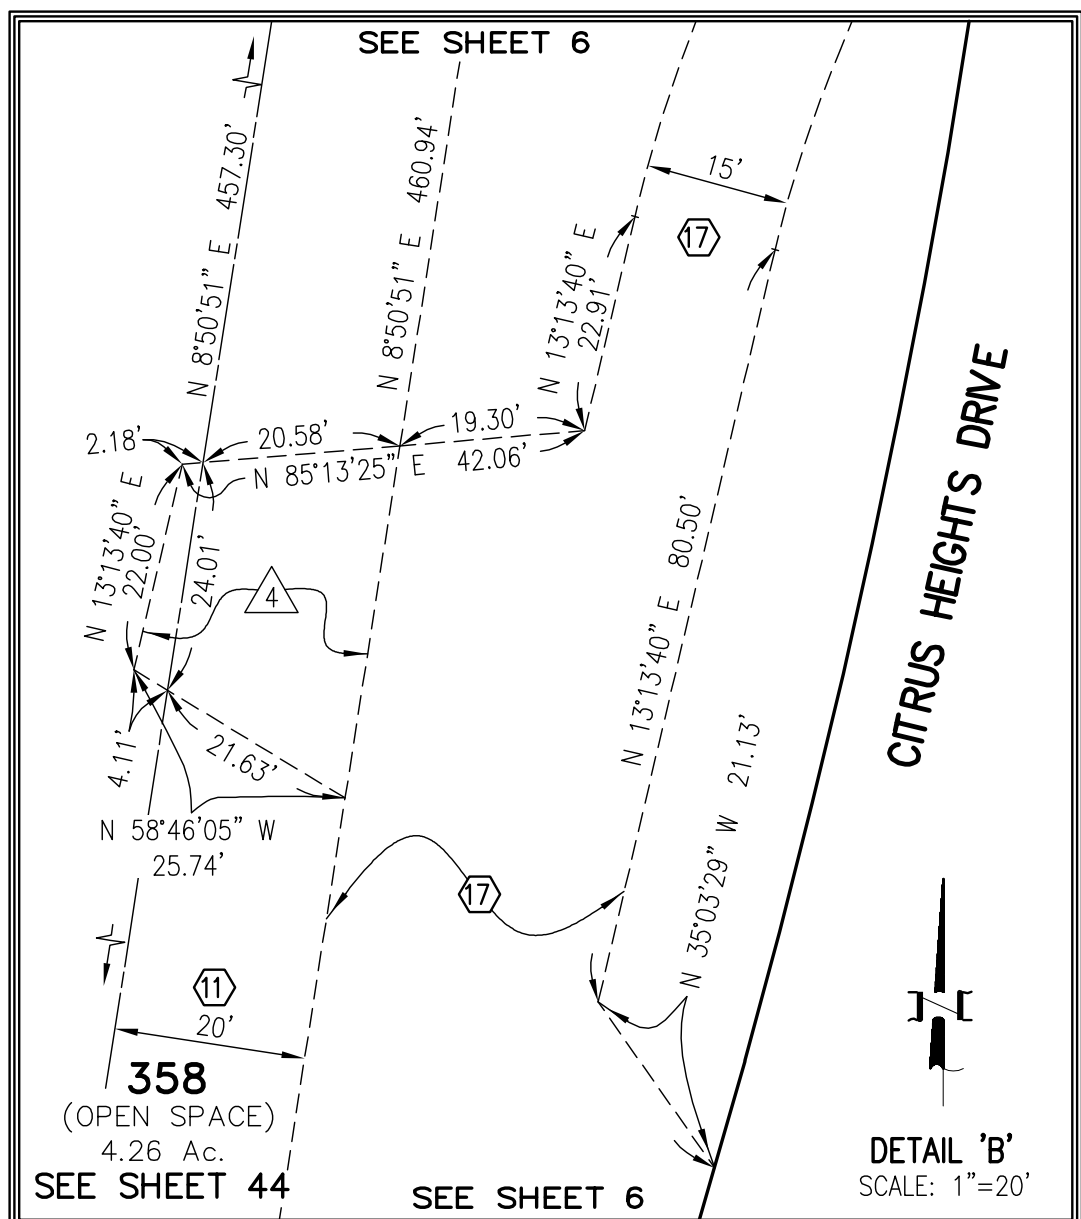 SEE SHEET 6
N 8°50'51" E 457.30'
N 8°50'51" E 460.94'
15'
17
N 13°13'40" E
22.91'
CITRUS HEIGHTS DRIVE
2.18'
20.58'
19.30'
N 85°13'25" E 42.06'
N 13°13'40" E
22.00'
24.01'
4
N 13°13'40" E 80.50'
4.11'
21.63'
N 58°46'05" W
25.74'
17
N 35°03'29" W 21.13'
11
20'
358
(OPEN SPACE)
4.26 Ac.
SEE SHEET 44
SEE SHEET 6
DETAIL 'B'
SCALE: 1"=20'